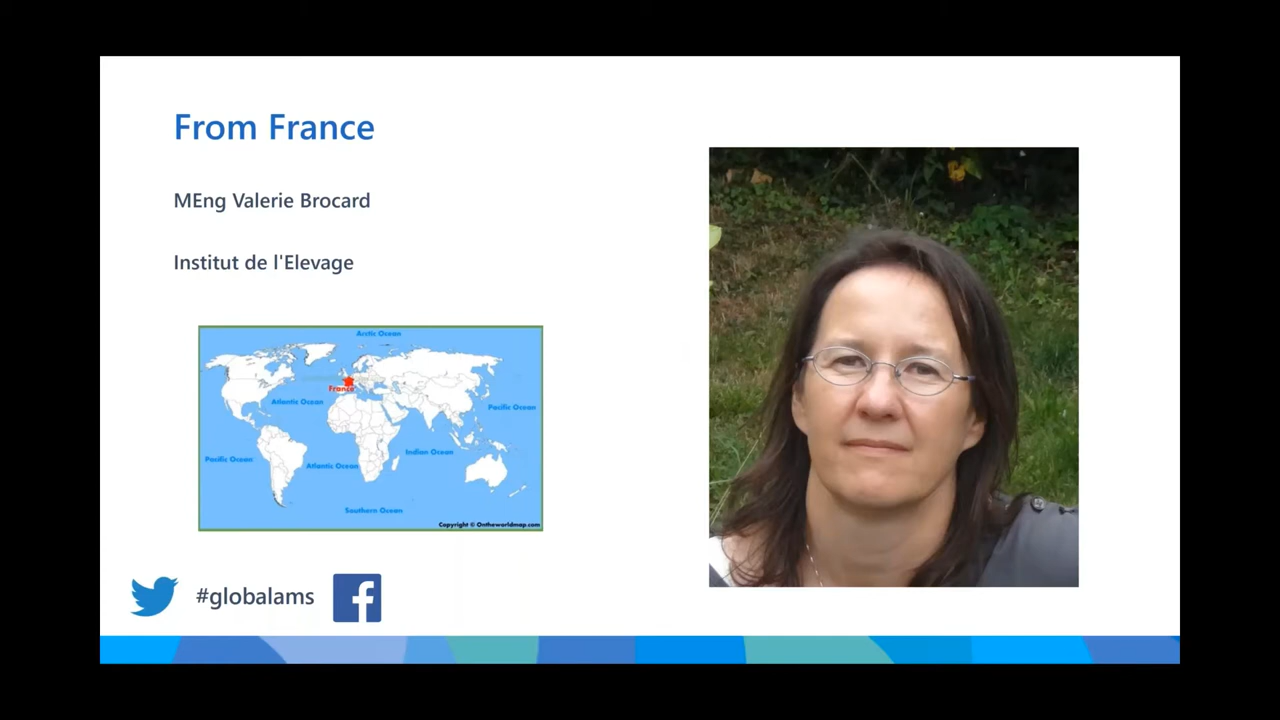 From France
MEng Valerie Brocard
Institut de l'Elevage
Arctic Ocean
France
Atlantic Ocean
Pacific Ocean
Indian Ocean
Pacific Ocean
Atlantic Ocean
Southern Ocean
Copyright © Ontheworldmap.com
#globalams